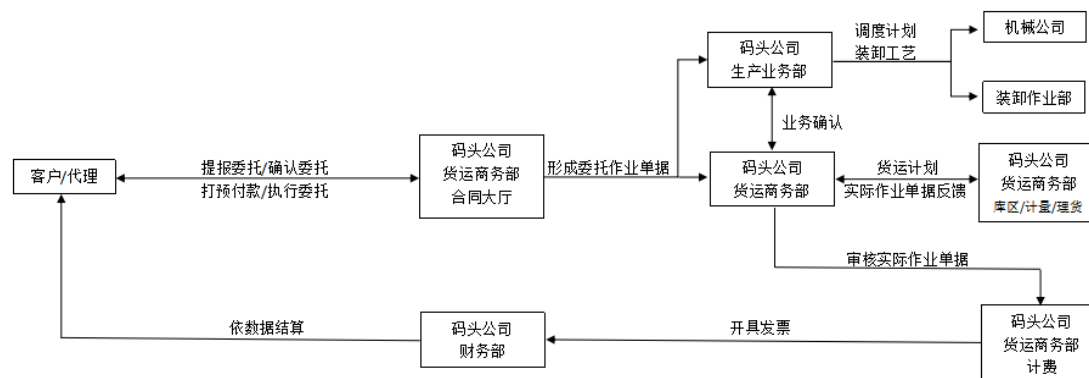 码头公司
生产业务部
调度计划
装卸工艺
机械公司
装卸作业部
业务确认
客户/代理
提报委托/确认委托
打预付款/执行委托
码头公司
货运商务部
合同大厅
形成委托作业单据
码头公司
货运商务部
货运计划
实际作业单据反馈
码头公司
货运商务部
库区/计量/理货
审核实际作业单据
依数据结算
码头公司
财务部
开具发票
码头公司
货运商务部
计费